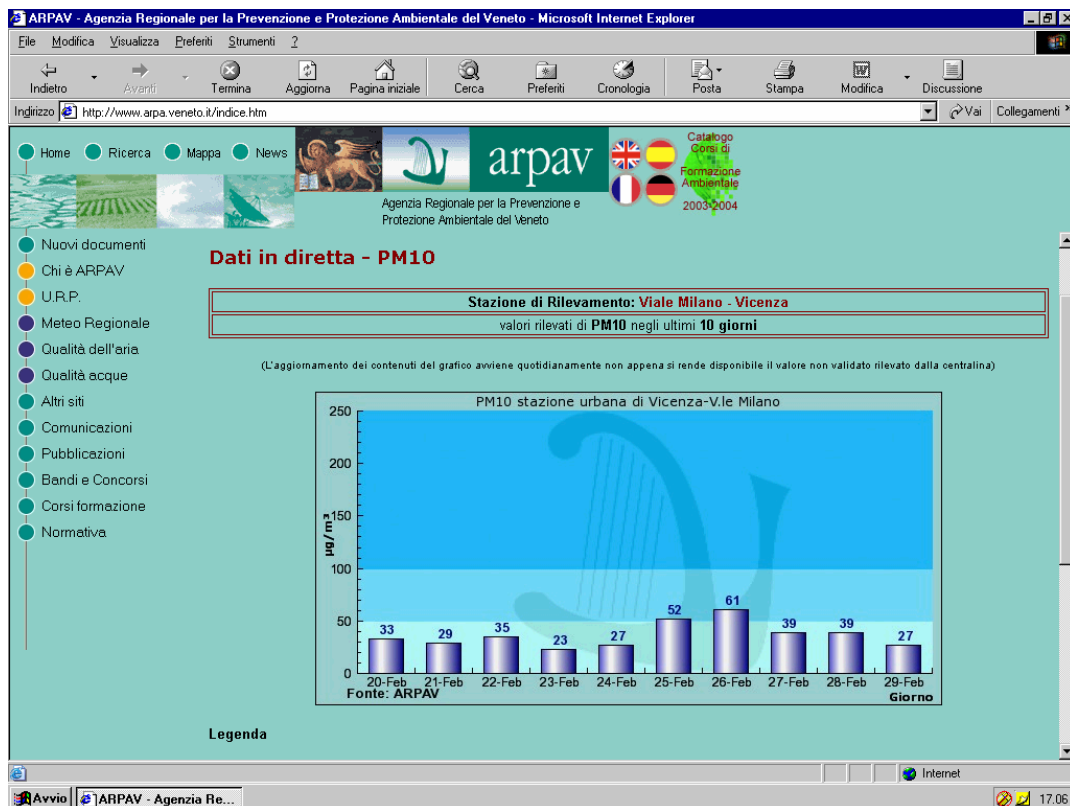 ARPAV - Agenzia Regionale per la Prevenzione e Protezione Ambientale del Veneto - Microsoft Internet Explorer
File Modifica Visualizza Preferiti Strumenti ?
Indietro Avanti Termina Aggiorna Pagina iniziale Cerca Preferiti Cronologia Posta Stampa Modifica Discussione
Indirizzo http://www.arpa.veneto.it/indice.htm Vai Collegamenti »
Home Ricerca Mappa News
arpav
Agenzia Regionale per la Prevenzione e
Protezione Ambientale del Veneto
Catalogo
Corsi di
Formazione
Ambientale
2003-2004
Nuovi documenti
Chi è ARPAV
U.R.P.
Meteo Regionale
Qualità dell'aria
Qualità acque
Altri siti
Comunicazioni
Pubblicazioni
Bandi e Concorsi
Corsi formazione
Normativa
Dati in diretta - PM10
Stazione di Rilevamento: Viale Milano - Vicenza
valori rilevati di PM10 negli ultimi 10 giorni
(L'aggiornamento dei contenuti del grafico avviene quotidianamente non appena si rende disponibile il valore non validato rilevato dalla centralina)
PM10 stazione urbana di Vicenza-V.le Milano
250
200
150
100
50
0
µg/m³
33 29 35 23 27 52 61 39 39 27
20-Feb 21-Feb 22-Feb 23-Feb 24-Feb 25-Feb 26-Feb 27-Feb 28-Feb 29-Feb
Fonte: ARPAV
Giorno
Legenda
Internet
Avvio ARPAV - Agenzia Re... 17.06